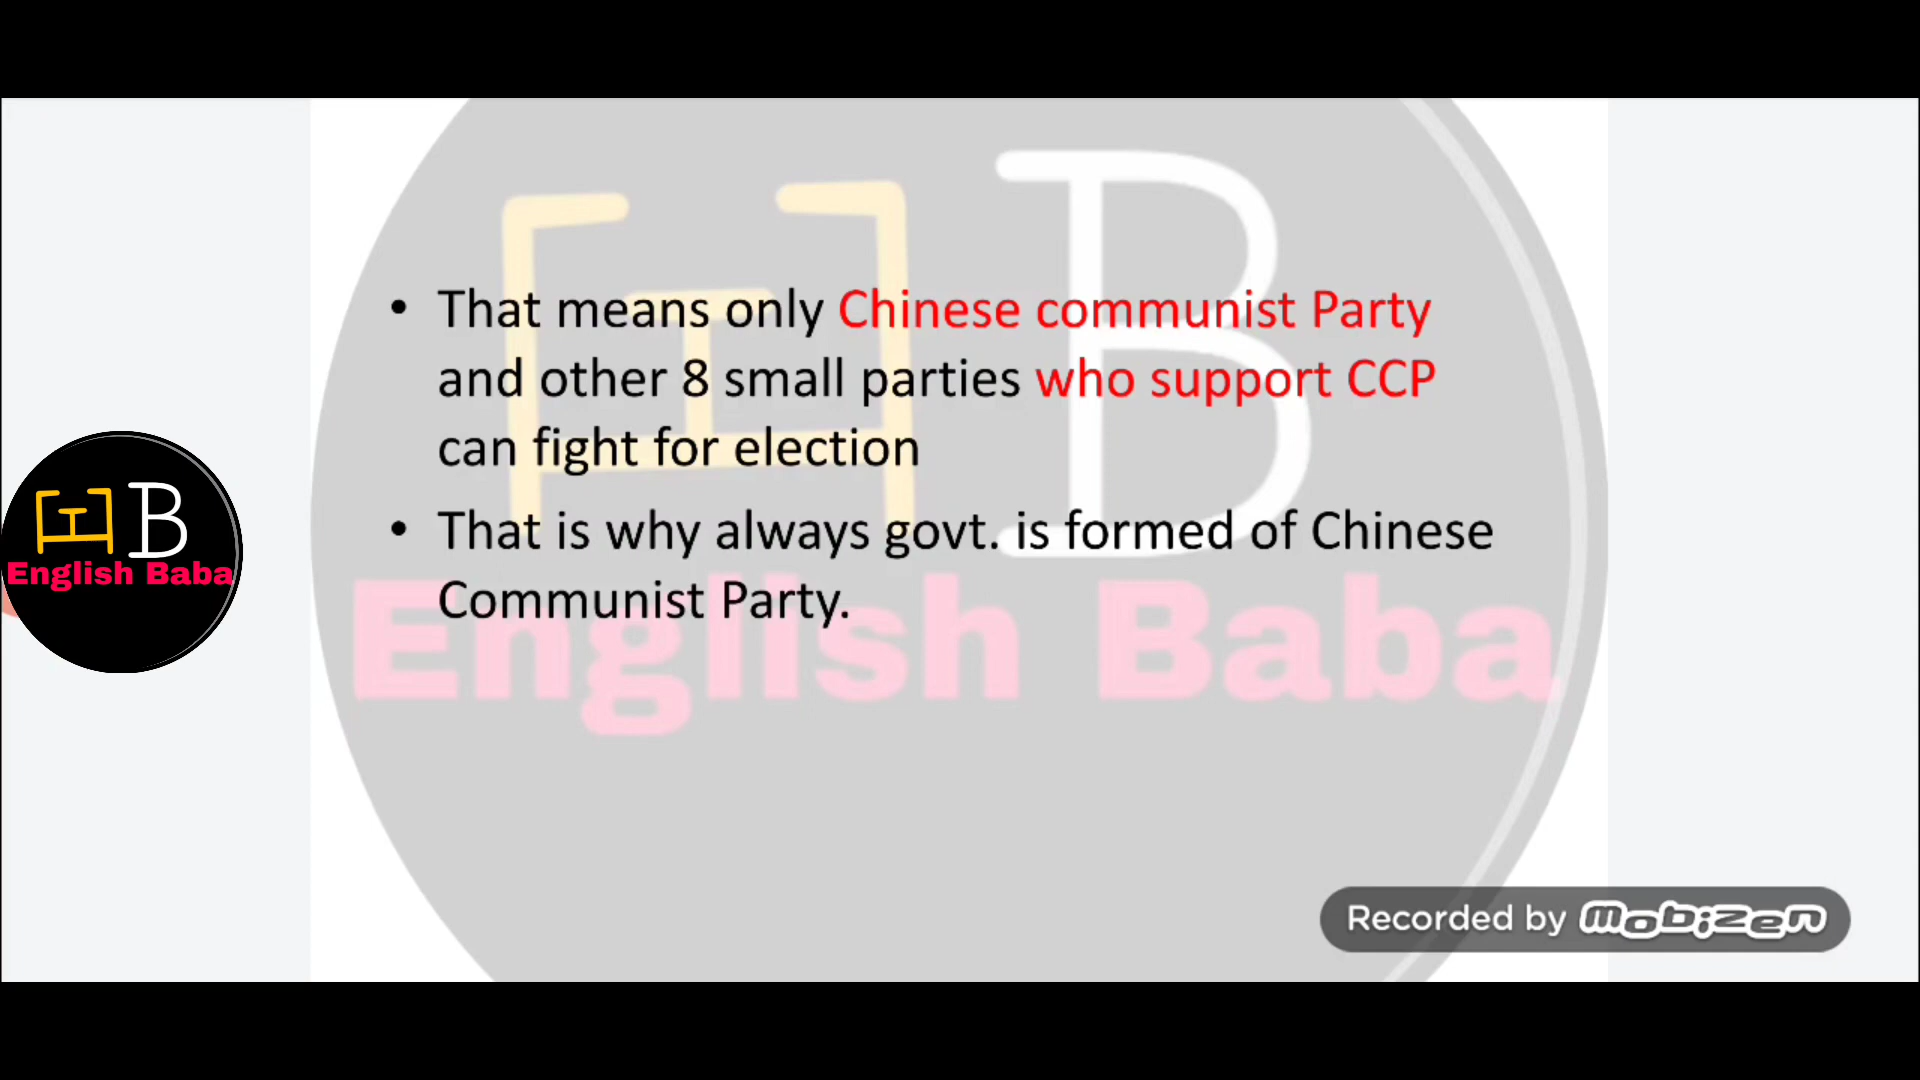 • That means only Chinese communist Party
and other 8 small parties who support CCP
can fight for election
• That is why always govt. is formed of Chinese
Communist Party.
B
English Baba
B
English Baba
Recorded by mobizen